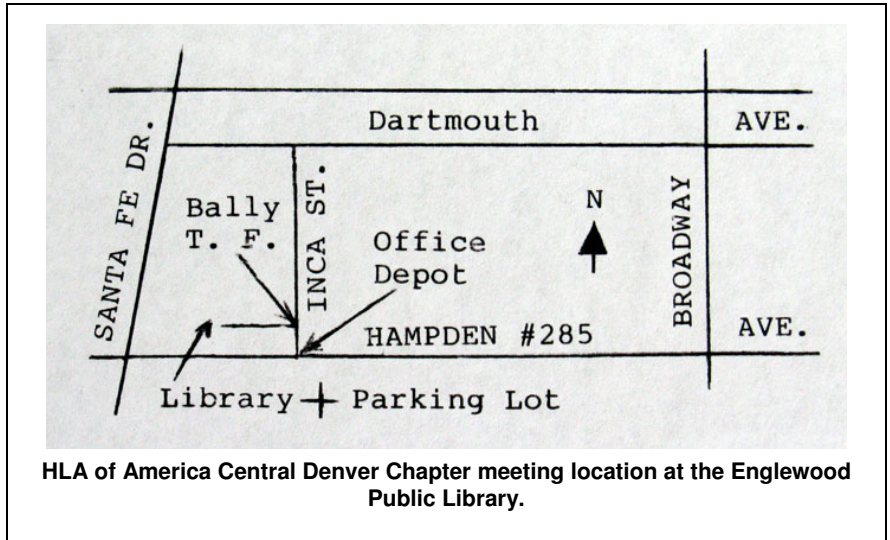 Dartmouth AVE.
SANTA FE DR.
Bally
T. F.
INCA ST.
N
Office
Depot
BROADWAY
HAMPDEN #285 AVE.
Library + Parking Lot
HLA of America Central Denver Chapter meeting location at the Englewood
Public Library.